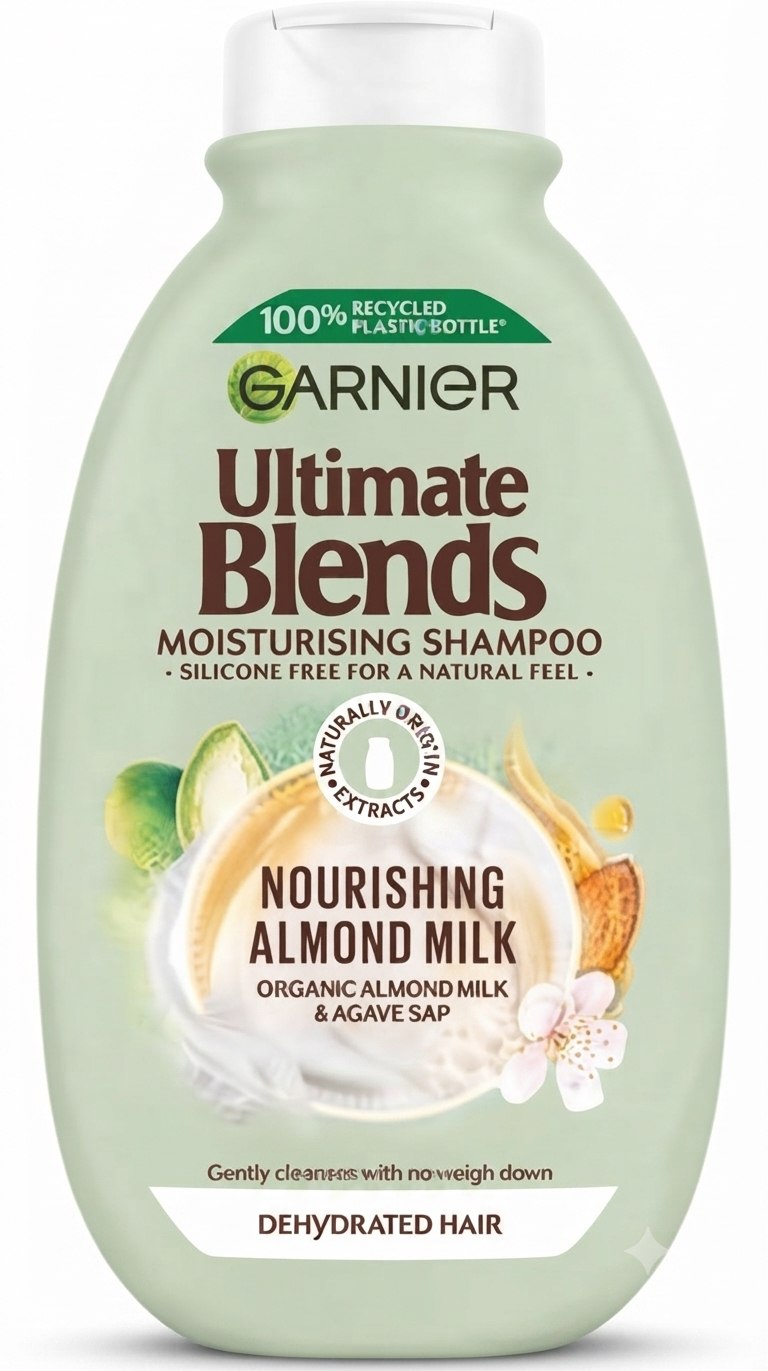 100% RECYCLED
PLASTIC BOTTLE
GARNIER
Ultimate
Blends
MOISTURISING SHAMPOO
• SILICONE FREE FOR A NATURAL FEEL •
NATURALLY
• EXTRACTS •
NOURISHING
ALMOND MILK
ORGANIC ALMOND MILK
& AGAVE SAP
Gently with no weigh down
DEHYDRATED HAIR